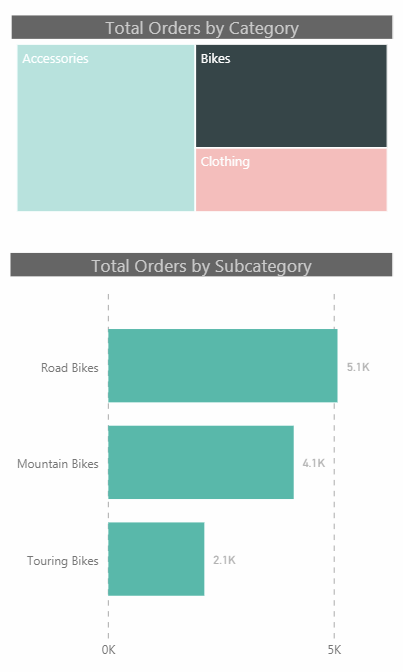 Total Orders by Category
Accessories
Bikes
Clothing
Total Orders by Subcategory
Road Bikes
5.1K
Mountain Bikes
4.1K
Touring Bikes
2.1K
0K
5K